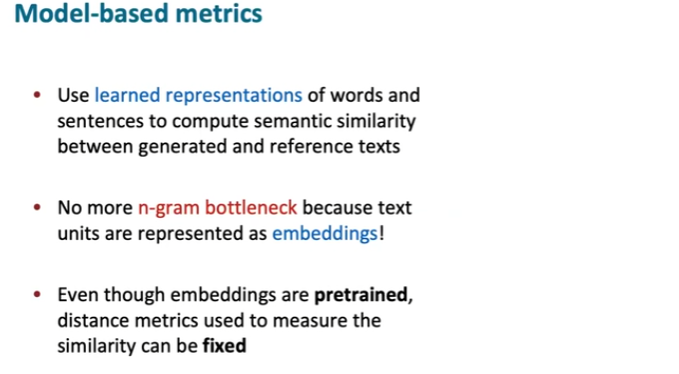 Model-based metrics
• Use learned representations of words and
sentences to compute semantic similarity
between generated and reference texts
• No more n-gram bottleneck because text
units are represented as embeddings!
• Even though embeddings are pretrained,
distance metrics used to measure the
similarity can be fixed